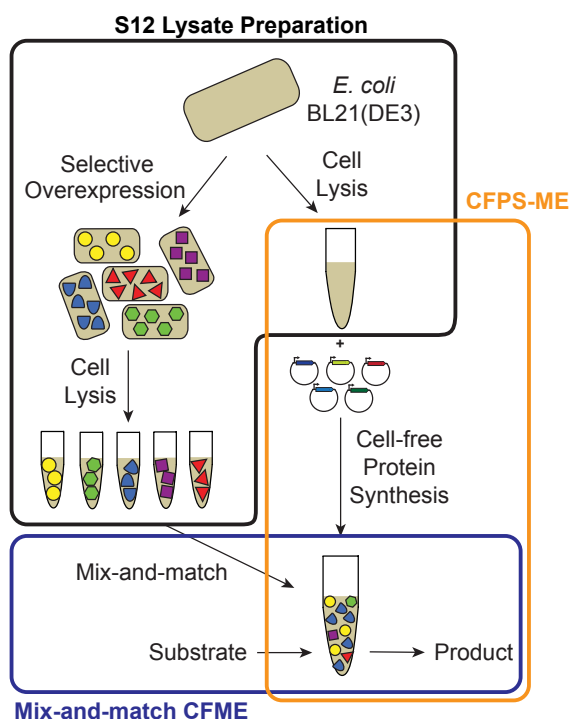 S12 Lysate Preparation
E. coli
BL21(DE3)
Selective
Overexpression
Cell
Lysis
CFPS-ME
+
Cell
Lysis
Cell-free
Protein
Synthesis
Mix-and-match
Substrate
Product
Mix-and-match CFME